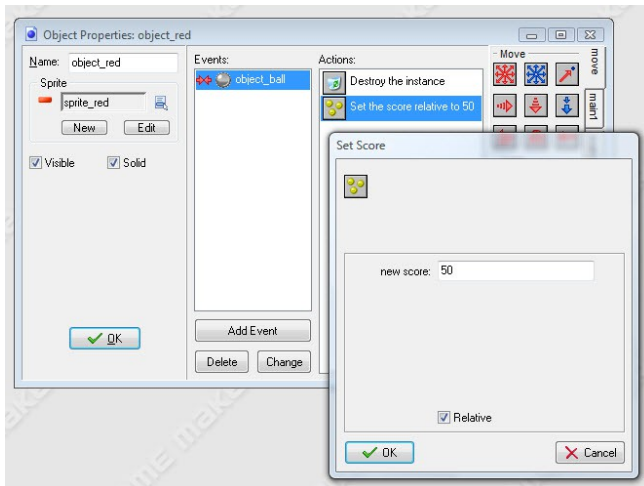 Object Properties: object_red
Name: object_red
Sprite
sprite_red
New Edit
Visible Solid
OK
Events:
object_ball
Add Event
Delete Change
Actions:
Destroy the instance
Set the score relative to 50
Move
move
main1
Set Score
new score: 50
Relative
OK Cancel